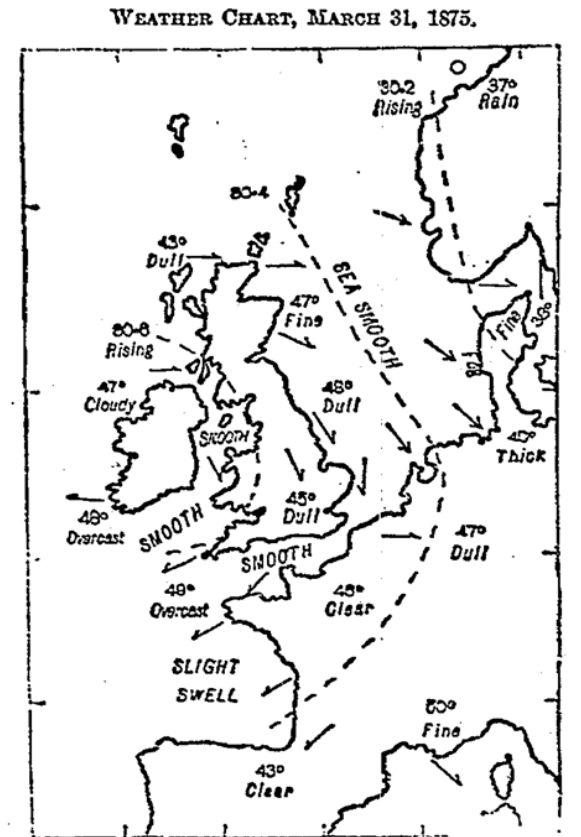 WEATHER CHART, MARCH 31, 1875.
30.2
Rising
37°
Rain
30.4
43°
Dull
SEA SMOOTH
47°
Fine
Fine
38°
30.6
Rising
FOG
47°
Cloudy
48°
Dull
SMOOTH
Thick
48°
Overcast
SMOOTH
45°
Dull
47°
Dull
SMOOTH
49°
Overcast
Clear
SLIGHT
SWELL
50°
Fine
43°
Clear